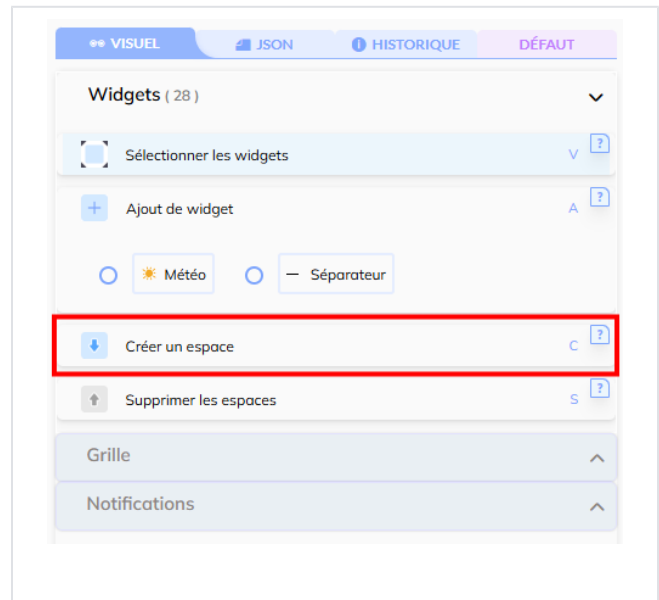 VISUEL JSON HISTORIQUE DÉFAUT
Widgets ( 28 )
Sélectionner les widgets V ?
Ajout de widget A ?
Météo Séparateur
Créer un espace C ?
Supprimer les espaces S ?
Grille
Notifications